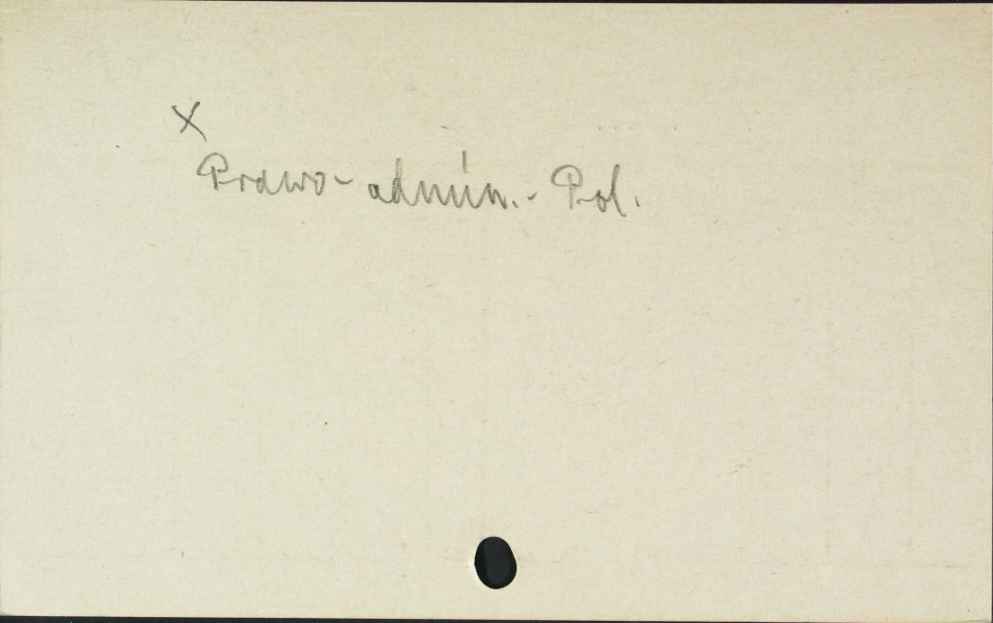 x
Prawo - admin. - Pol.